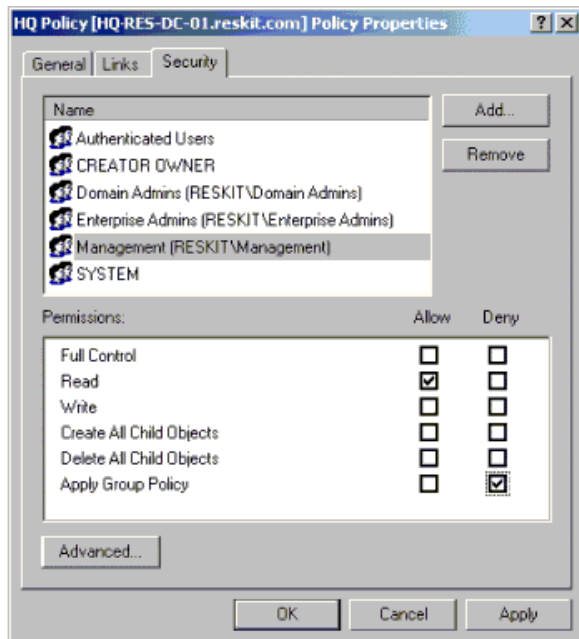 HQ Policy [HQ-RES-DC-01.reskit.com] Policy Properties
General Links Security
Name
Authenticated Users
CREATOR OWNER
Domain Admins (RESKIT\Domain Admins)
Enterprise Admins (RESKIT\Enterprise Admins)
Management (RESKIT\Management)
SYSTEM
Add...
Remove
Permissions: Allow Deny
Full Control
Read
Write
Create All Child Objects
Delete All Child Objects
Apply Group Policy
Advanced...
OK Cancel Apply